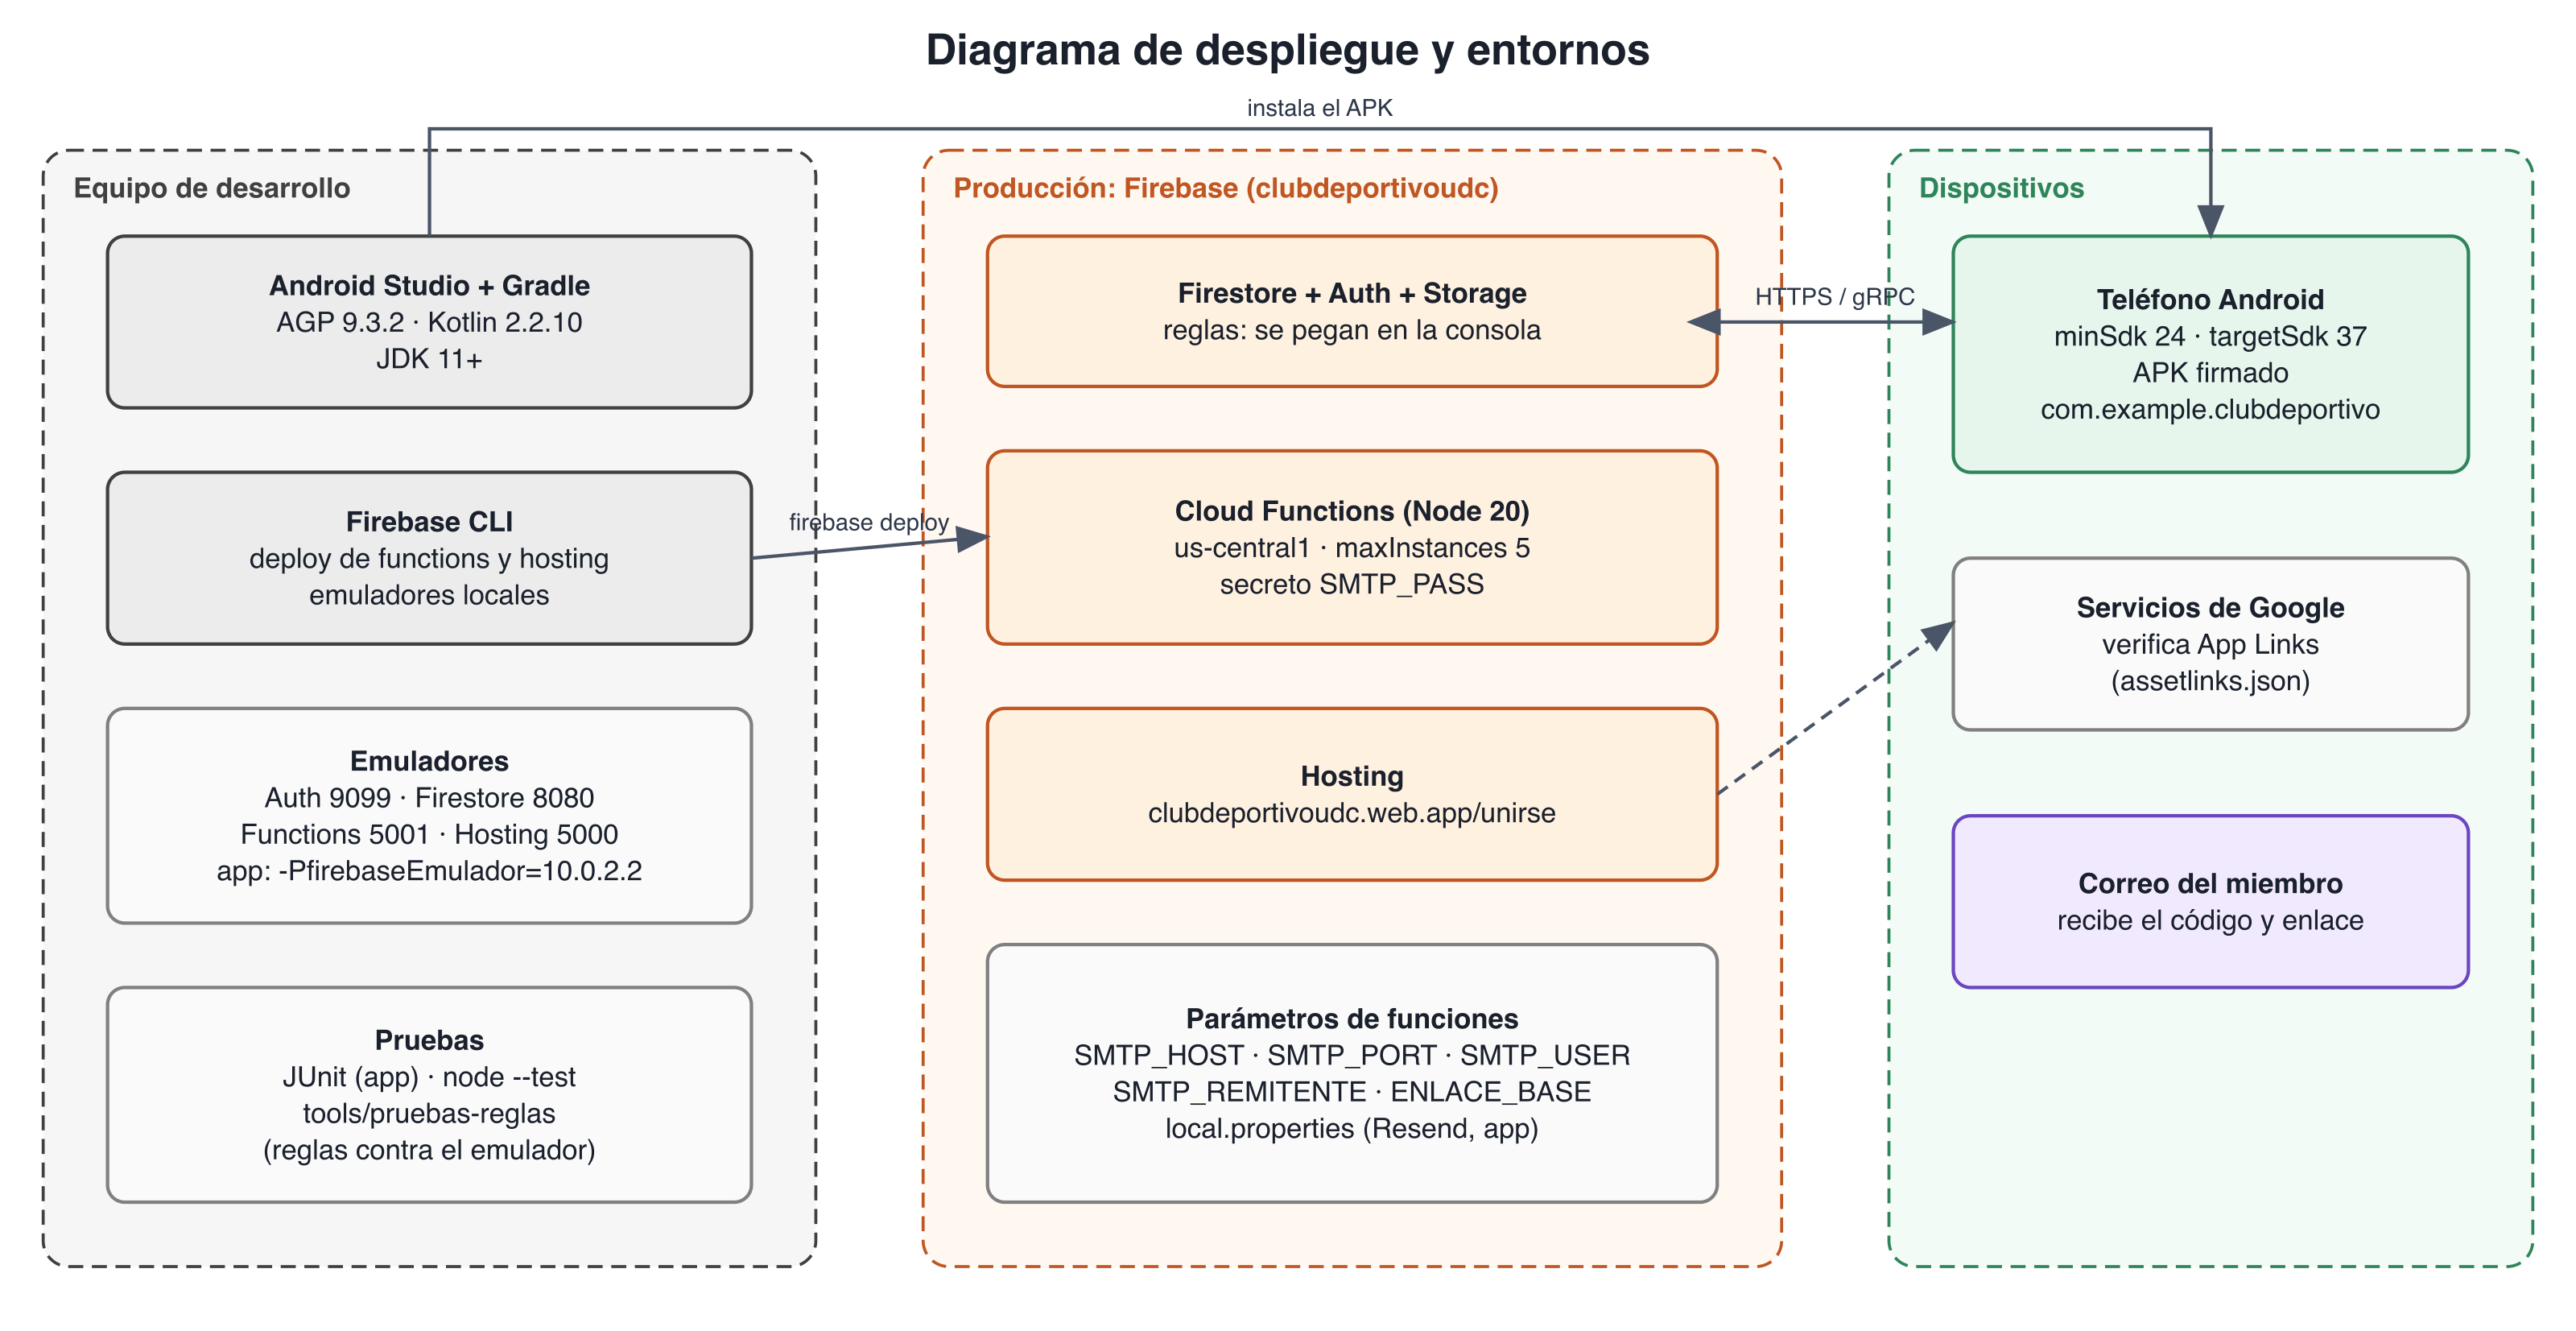 Diagrama de despliegue y entornos
instala el APK
Equipo de desarrollo
Android Studio + Gradle
AGP 9.3.2 · Kotlin 2.2.10
JDK 11+
Firebase CLI
deploy de functions y hosting
emuladores locales
Emuladores
Auth 9099 · Firestore 8080
Functions 5001 · Hosting 5000
app: -PfirebaseEmulador=10.0.2.2
Pruebas
JUnit (app) · node --test
tools/pruebas-reglas
(reglas contra el emulador)
firebase deploy
Producción: Firebase (clubdeportivoudc)
Firestore + Auth + Storage
reglas: se pegan en la consola
Cloud Functions (Node 20)
us-central1 · maxInstances 5
secreto SMTP_PASS
Hosting
clubdeportivoudc.web.app/unirse
Parámetros de funciones
SMTP_HOST · SMTP_PORT · SMTP_USER
SMTP_REMITENTE · ENLACE_BASE
local.properties (Resend, app)
HTTPS / gRPC
Dispositivos
Teléfono Android
minSdk 24 · targetSdk 37
APK firmado
com.example.clubdeportivo
Servicios de Google
verifica App Links
(assetlinks.json)
Correo del miembro
recibe el código y enlace